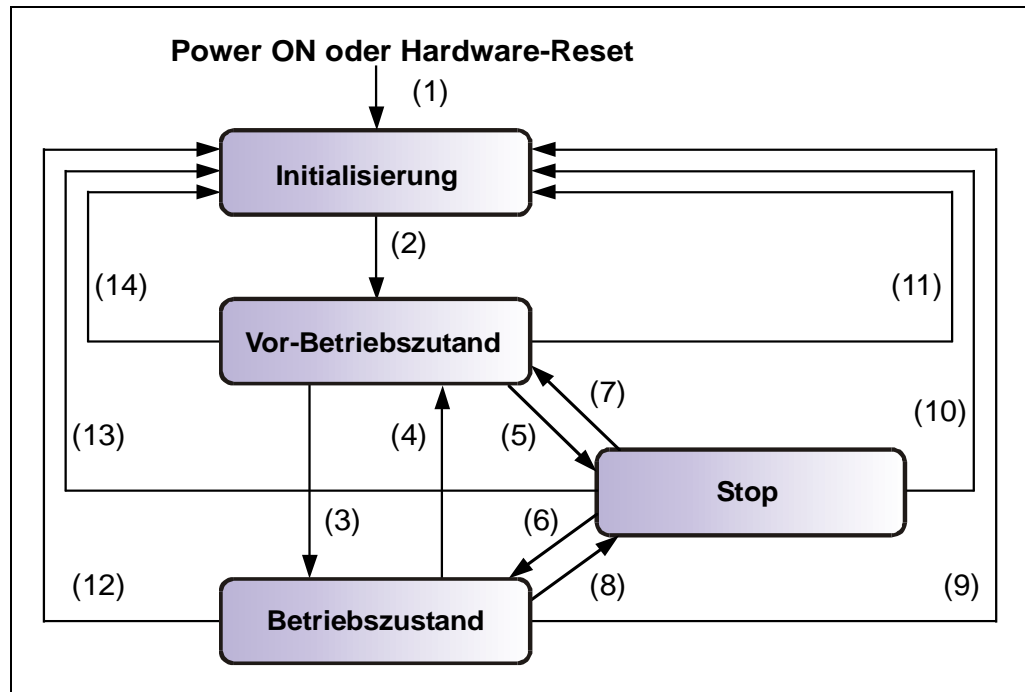 Power ON oder Hardware-Reset
(1)
Initialisierung
(2)
(14)
(11)
Vor-Betriebszutand
(7)
(10)
(13)
(4)
(5)
Stop
(3)
(6)
(12)
(8)
(9)
Betriebszustand